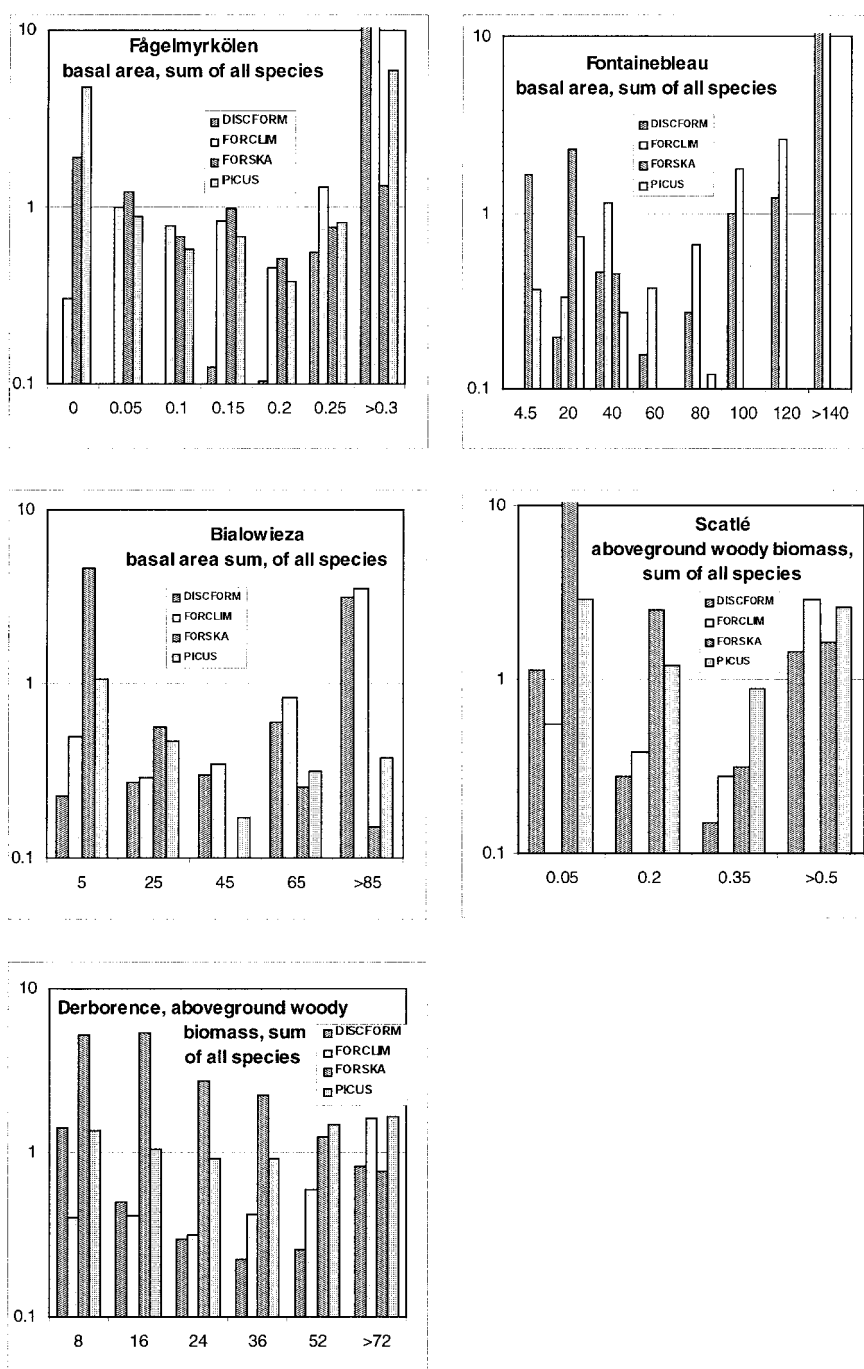 Fågelmyrkölen
basal area, sum of all species
DISCFORM
FORCLIM
FORSKA
PICUS
10
1
0.1
0 0.05 0.1 0.15 0.2 0.25 >0.3
Fontainebleau
basal area, sum of all species
DISCFORM
FORCLIM
FORSKA
PICUS
10
1
0.1
4.5 20 40 60 80 100 120 >140
Bialowieza
basal area sum, of all species
DISCFORM
FORCLIM
FORSKA
PICUS
10
1
0.1
5 25 45 65 >85
Scatlé
aboveground woody biomass,
sum of all species
DISCFORM
FORCLIM
FORSKA
PICUS
10
1
0.1
0.05 0.2 0.35 >0.5
Derborence, aboveground woody
biomass, sum
of all species
DISCFORM
FORCLIM
FORSKA
PICUS
10
1
0.1
8 16 24 36 52 >72